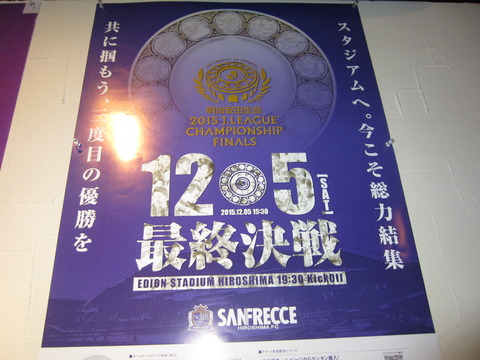 スタジアムへ。今こそ総力結集
共に掴もう、三度目の優勝を
明治安田生命
2015 J.LEAGUE
CHAMPIONSHIP
FINALS
12 5 [SAT]
2015.12.05 19:30
最終決戦
EDION STADIUM HIROSHIMA 19:30 Kickoff
SANFRECCE
HIROSHIMA FC